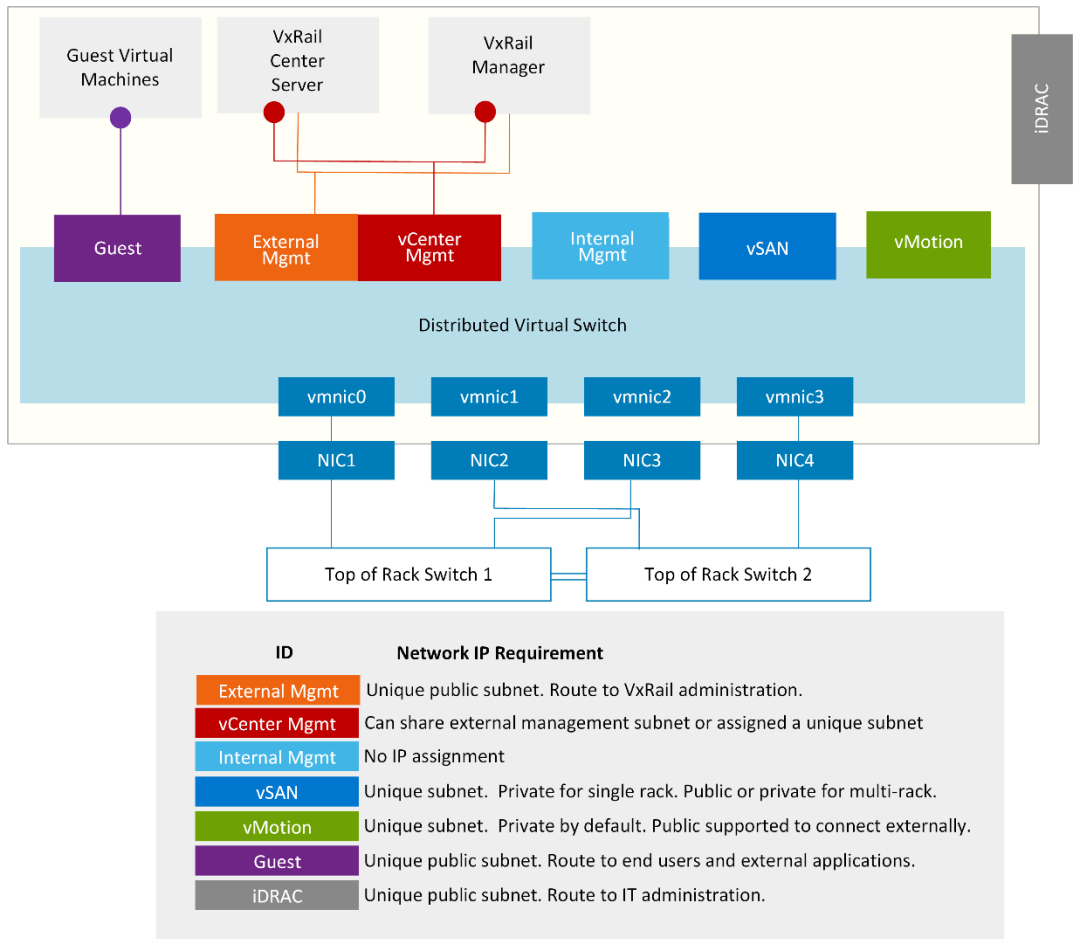 Guest Virtual
Machines
VxRail
Center
Server
VxRail
Manager
iDRAC
Guest
External
Mgmt
vCenter
Mgmt
Internal
Mgmt
vSAN
vMotion
Distributed Virtual Switch
vmnic0
vmnic1
vmnic2
vmnic3
NIC1
NIC2
NIC3
NIC4
Top of Rack Switch 1
Top of Rack Switch 2
ID Network IP Requirement
External Mgmt Unique public subnet. Route to VxRail administration.
vCenter Mgmt Can share external management subnet or assigned a unique subnet
Internal Mgmt No IP assignment
vSAN Unique subnet.  Private for single rack. Public or private for multi-rack.
vMotion Unique subnet.  Private by default. Public supported to connect externally.
Guest Unique public subnet. Route to end users and external applications.
iDRAC Unique public subnet. Route to IT administration.